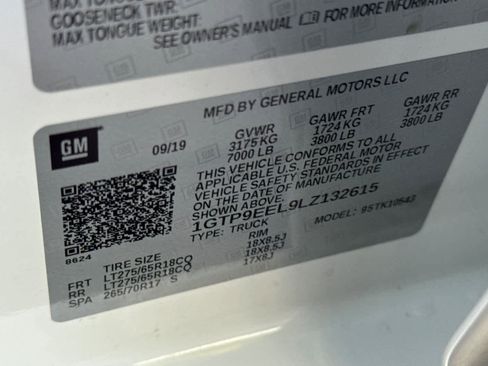 GOOSENECK TWR:
MAX TONGUE WEIGHT:
SEE OWNER'S MANUAL FOR MORE INFORMATION
MFD BY GENERAL MOTORS LLC
GM
09/19 GVWR GAWR FRT GAWR RR
3175KG 1724KG 1724KG
7000 LB 3800 LB 3800 LB
THIS VEHICLE CONFORMS TO ALL
APPLICABLE U.S. FEDERAL MOTOR
VEHICLE SAFETY STANDARDS IN EFFECT
ON THE DATE OF MANUFACTURE
SHOWN ABOVE.
1GTP9EEL9LZ132615
TYPE: TRUCK MODEL: 9STK10543
8624
TIRE SIZE RIM
FRT LT275/65R18CQ 18X8.5J
RR LT275/65R18CQ 18X8.5J
SPA 265/70R17 S 17X8J